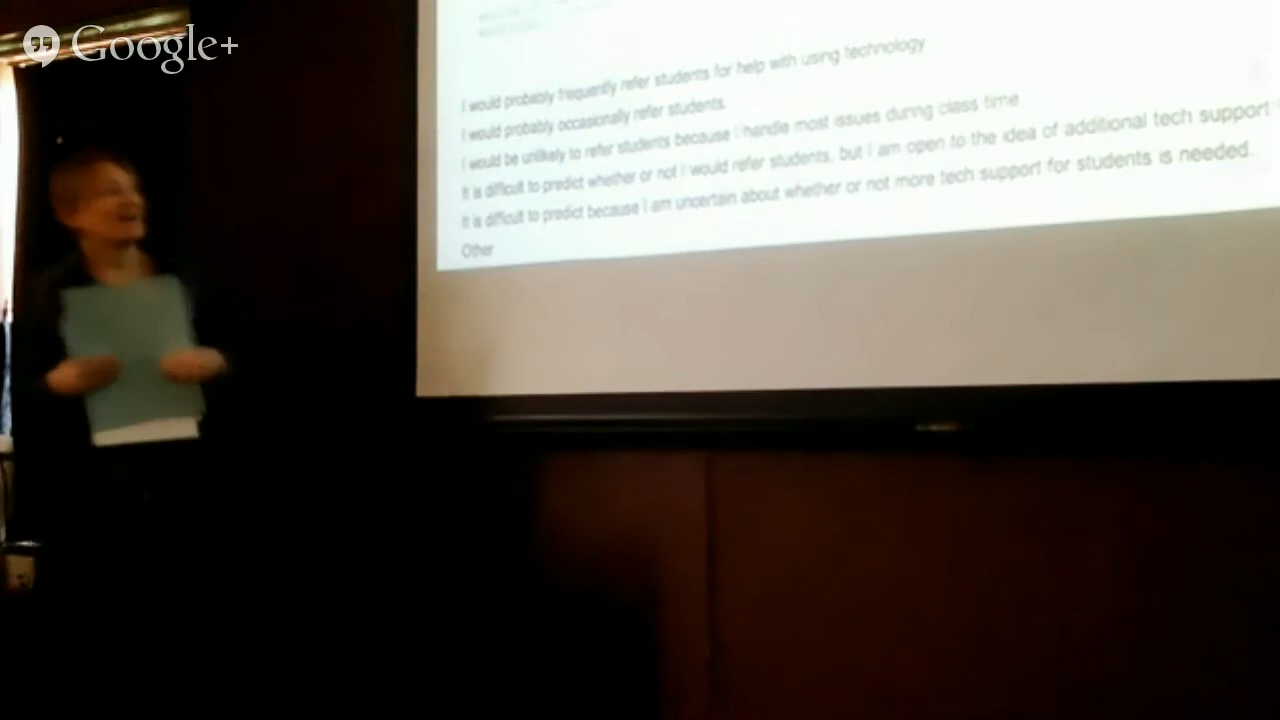 Google+
I would probably frequently refer students for help with using technology
I would probably occasionally refer students
I would be unlikely to refer students because I handle most issues during class time
It is difficult to predict whether or not I would refer students, but I am open to the idea of additional tech support
It is difficult to predict because I am uncertain about whether or not more tech support for students is needed.
Other